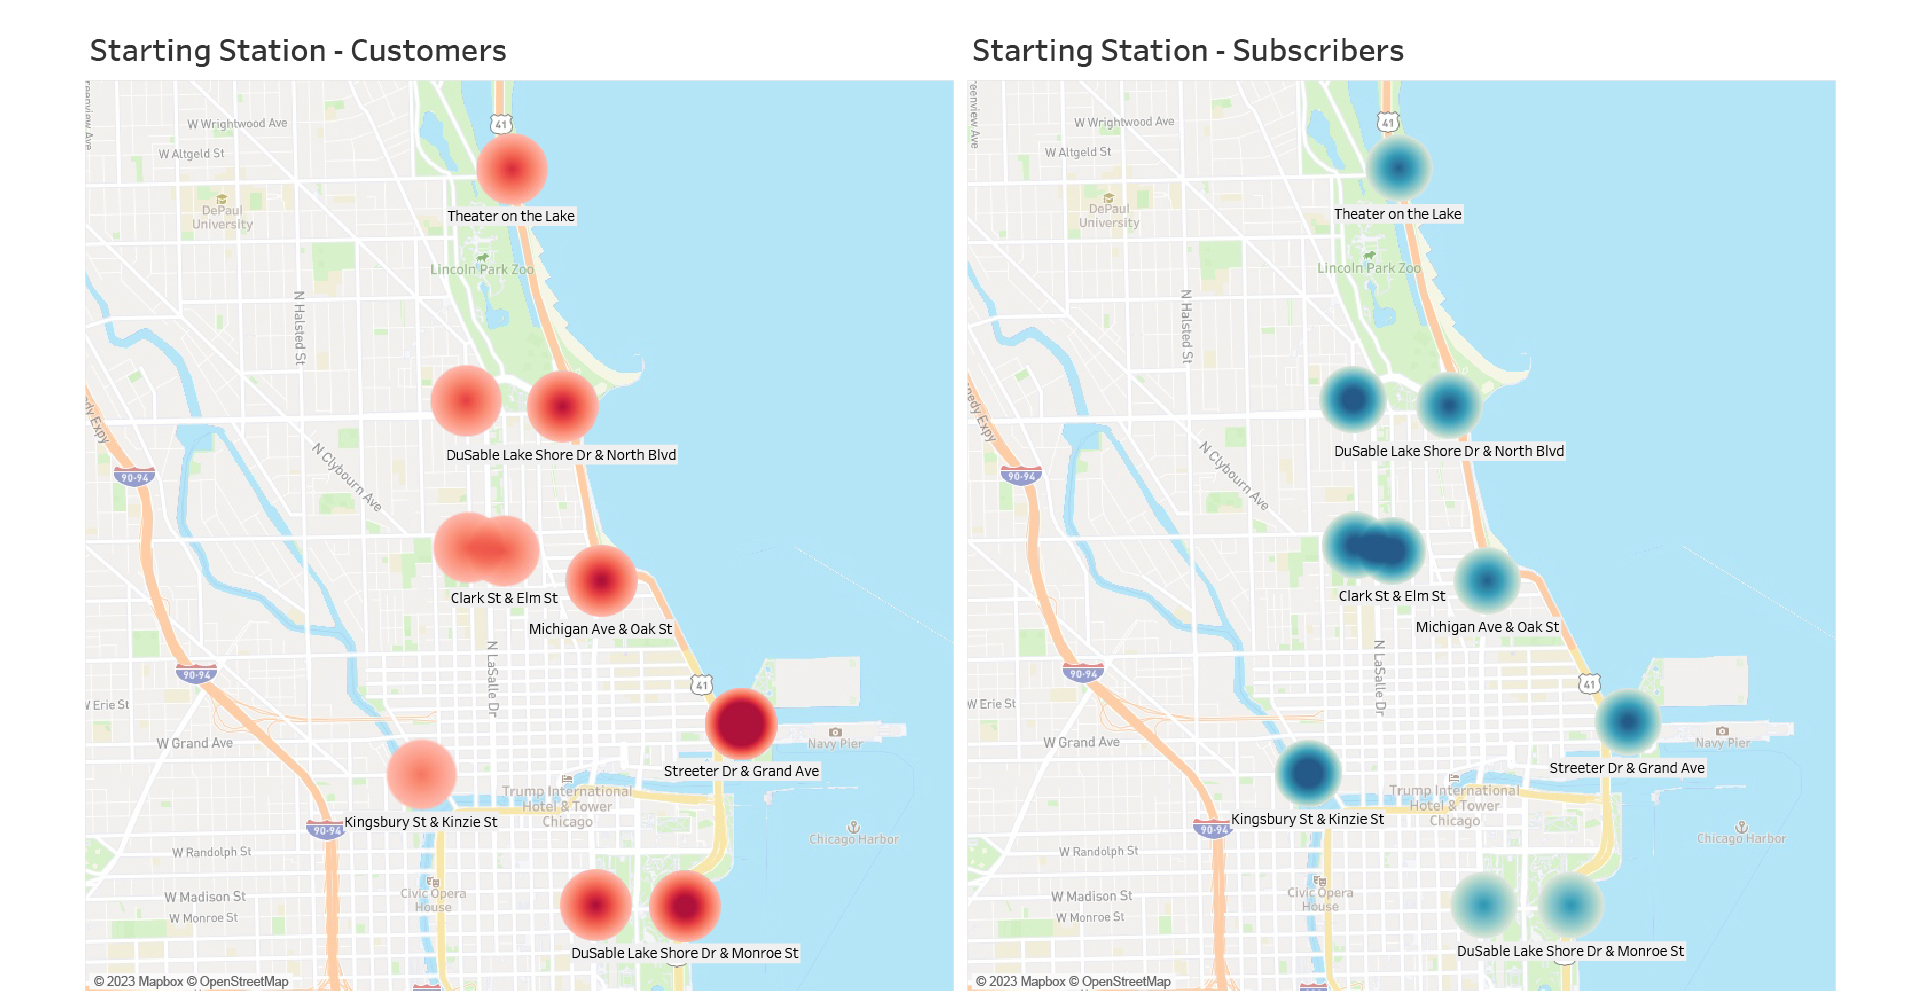 Starting Station - Customers
reenview Ave
W Wrightwood Ave
41
W Altgeld St
DePaul
University
Theater on the Lake
Lincoln Park Zoo
N Halsted St
edy Expy
90-94
N Clybourn Ave
DuSable Lake Shore Dr & North Blvd
Clark St & Elm St
Michigan Ave & Oak St
N LaSalle Dr
90-94
41
W Erie St
W Grand Ave
Navy Pier
Streeter Dr & Grand Ave
Trump International
Hotel & Tower
Chicago
Kingsbury St & Kinzie St
90-94
Chicago Harbor
W Randolph St
W Madison St
W Monroe St
Civic Opera
House
DuSable Lake Shore Dr & Monroe St
© 2023 Mapbox © OpenStreetMap
Starting Station - Subscribers
eenview Ave
W Wrightwood Ave
41
W Altgeld St
DePaul
University
Theater on the Lake
Lincoln Park Zoo
N Halsted St
nedy Expy
90-94
N Clybourn Ave
DuSable Lake Shore Dr & North Blvd
Clark St & Elm St
Michigan Ave & Oak St
N LaSalle Dr
90-94
41
W Erie St
W Grand Ave
Navy Pier
Streeter Dr & Grand Ave
Trump International
Hotel & Tower
Chicago
Kingsbury St & Kinzie St
90-94
Chicago Harbor
W Randolph St
W Madison St
W Monroe St
Civic Opera
House
DuSable Lake Shore Dr & Monroe St
© 2023 Mapbox © OpenStreetMap